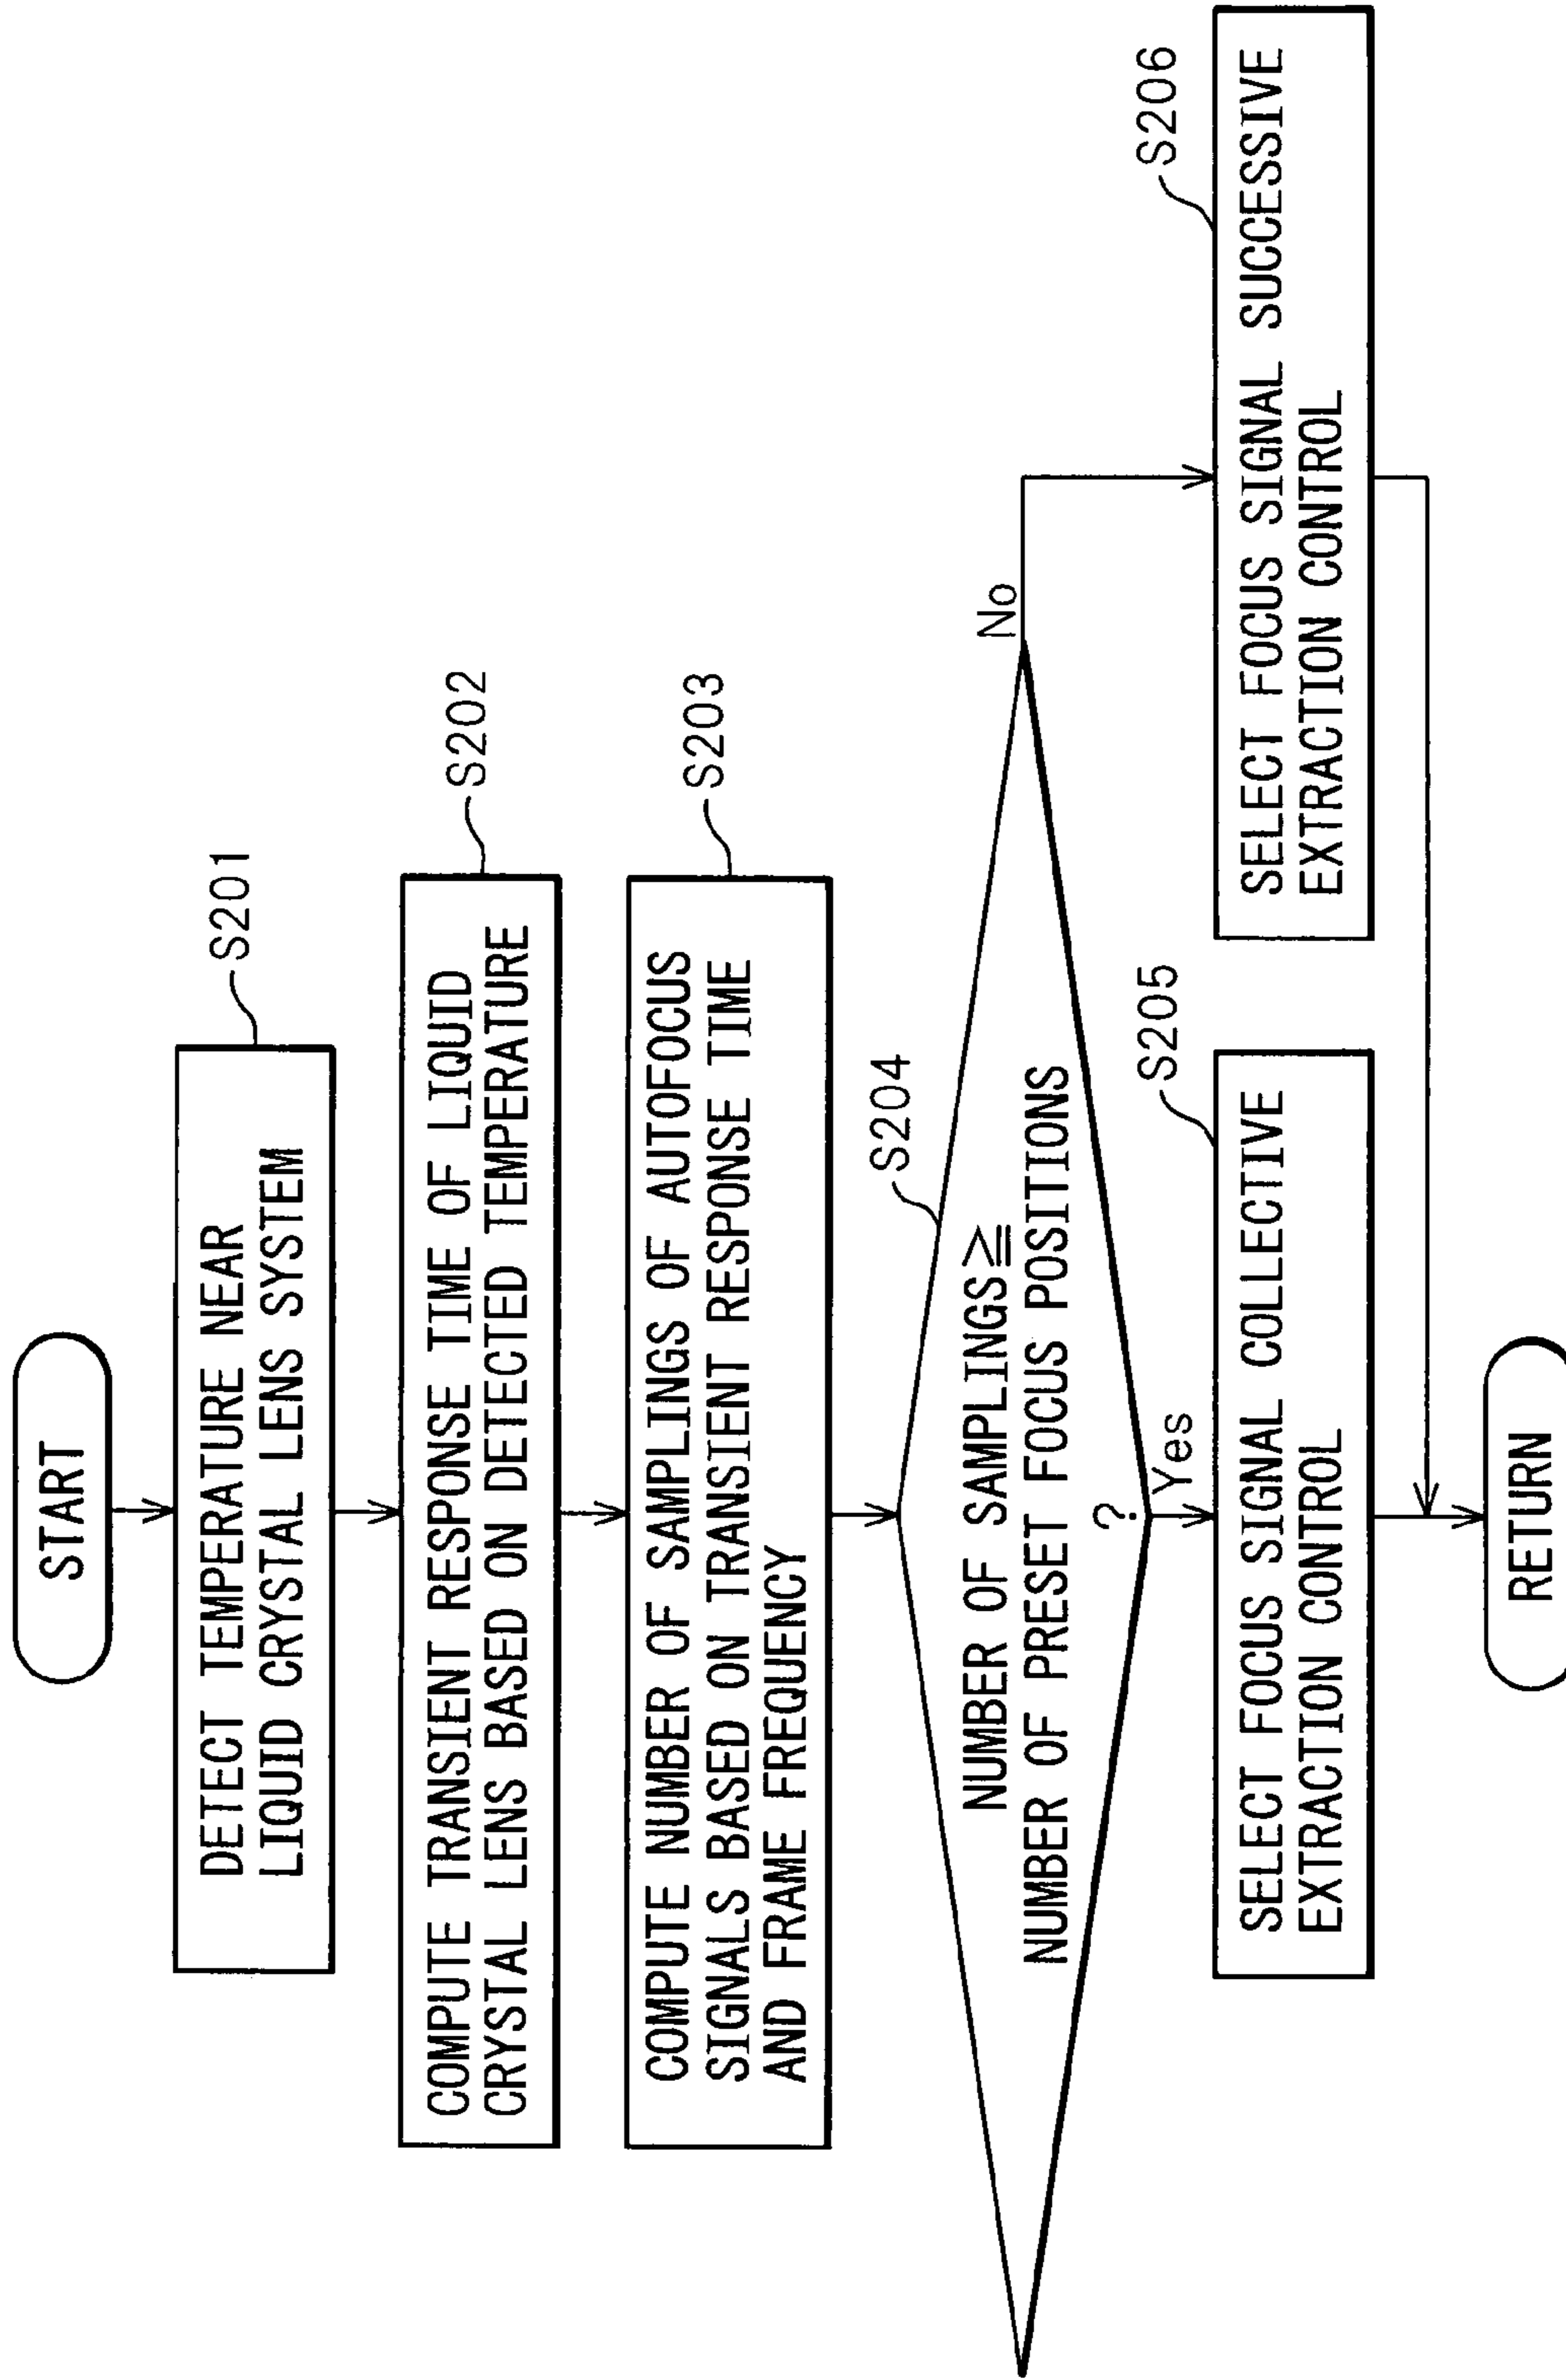 START
S201
DETECT TEMPERATURE NEAR
LIQUID CRYSTAL LENS SYSTEM
S202
COMPUTE TRANSIENT RESPONSE TIME OF LIQUID
CRYSTAL LENS BASED ON DETECTED TEMPERATURE
S203
COMPUTE NUMBER OF SAMPLINGS OF AUTOFOCUS
SIGNALS BASED ON TRANSIENT RESPONSE TIME
AND FRAME FREQUENCY
S204
NUMBER OF SAMPLINGS≧
NUMBER OF PRESET FOCUS POSITIONS
?
No
Yes
S205
SELECT FOCUS SIGNAL COLLECTIVE
EXTRACTION CONTROL
S206
SELECT FOCUS SIGNAL SUCCESSIVE
EXTRACTION CONTROL
RETURN